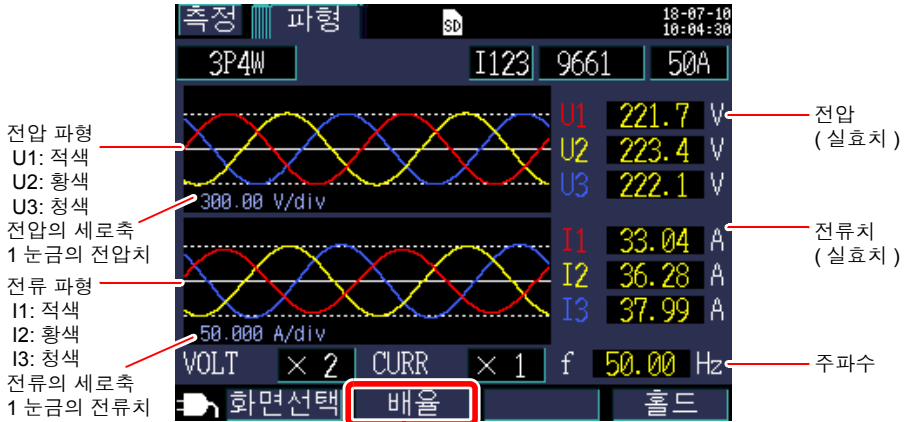 측정 파형 SD 18-07-10
10:04:30
3P4W I123 9661 50A
전압 파형
U1: 적색
U2: 황색
U3: 청색
전압의 세로축
1 눈금의 전압치
300.00 V/div
U1 221.7 V
U2 223.4 V
U3 222.1 V
전압
( 실효치 )
전류 파형
I1: 적색
I2: 황색
I3: 청색
전류의 세로축
1 눈금의 전류치
50.000 A/div
I1 33.04 A
I2 36.28 A
I3 37.99 A
전류치
( 실효치 )
VOLT × 2 CURR × 1 f 50.00 Hz
주파수
화면선택 배율 홀드